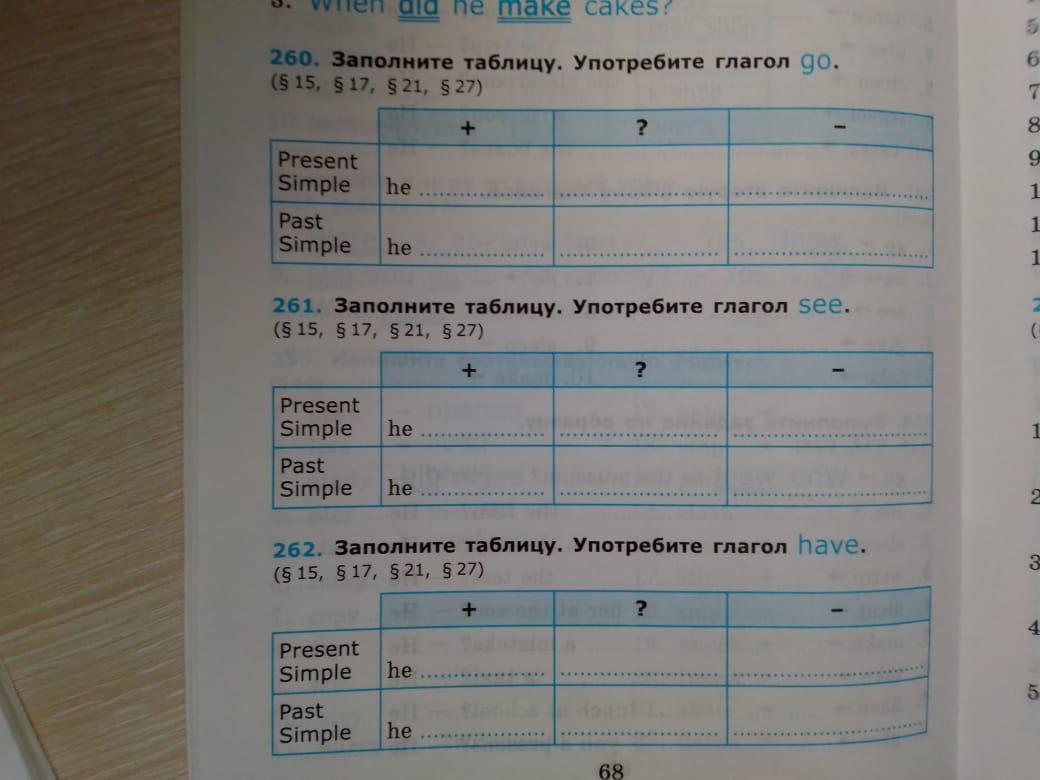 3. When did he make cakes?
260. Заполните таблицу. Употребите глагол go.
(§ 15, § 17, § 21, § 27)
+ ? –
Present
Simple he
Past
Simple he
261. Заполните таблицу. Употребите глагол see.
(§ 15, § 17, § 21, § 27)
+ ? –
Present
Simple he
Past
Simple he
262. Заполните таблицу. Употребите глагол have.
(§ 15, § 17, § 21, § 27)
+ ? –
Present
Simple he
Past
Simple he
68